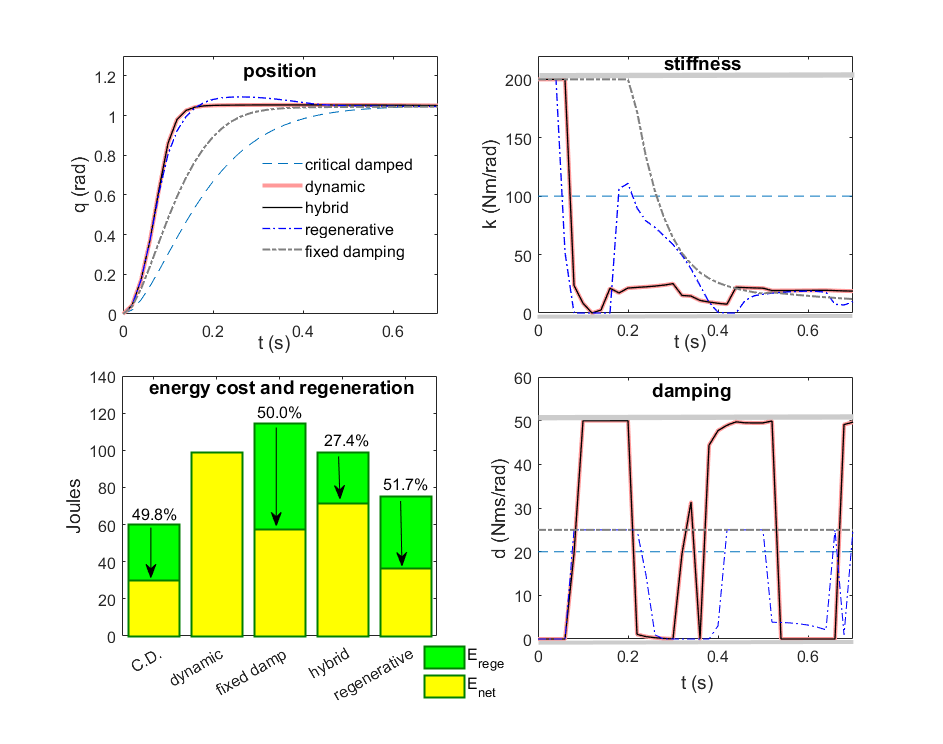 position
1.2
1
0.8
0.6
0.4
0.2
0
q (rad)
critical damped
dynamic
hybrid
regenerative
fixed damping
0 0.2 0.4 0.6
t (s)
stiffness
200
150
100
50
0
k (Nm/rad)
0 0.2 0.4 0.6
t (s)
energy cost and regeneration
140
120
100
80
60
40
20
0
Joules
49.8%
50.0%
27.4%
51.7%
C.D. dynamic fixed damp hybrid regenerative
E_rege
E_net
damping
60
50
40
30
20
10
0
d (Nms/rad)
0 0.2 0.4 0.6
t (s)